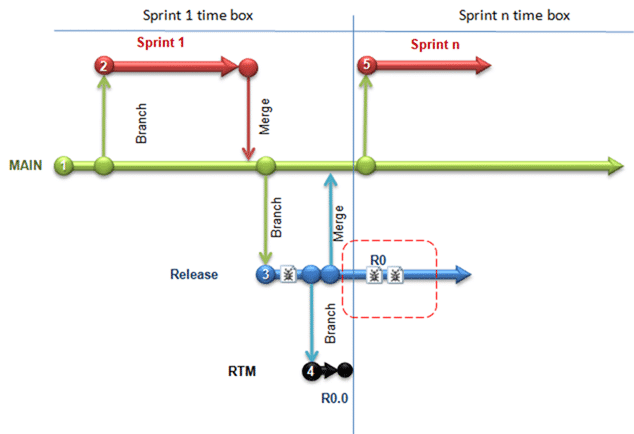 Sprint 1 time box
Sprint n time box
Sprint 1
Sprint n
2
5
Branch
Merge
MAIN
1
Branch
Merge
Release
3
R0
Branch
RTM
4
R0.0